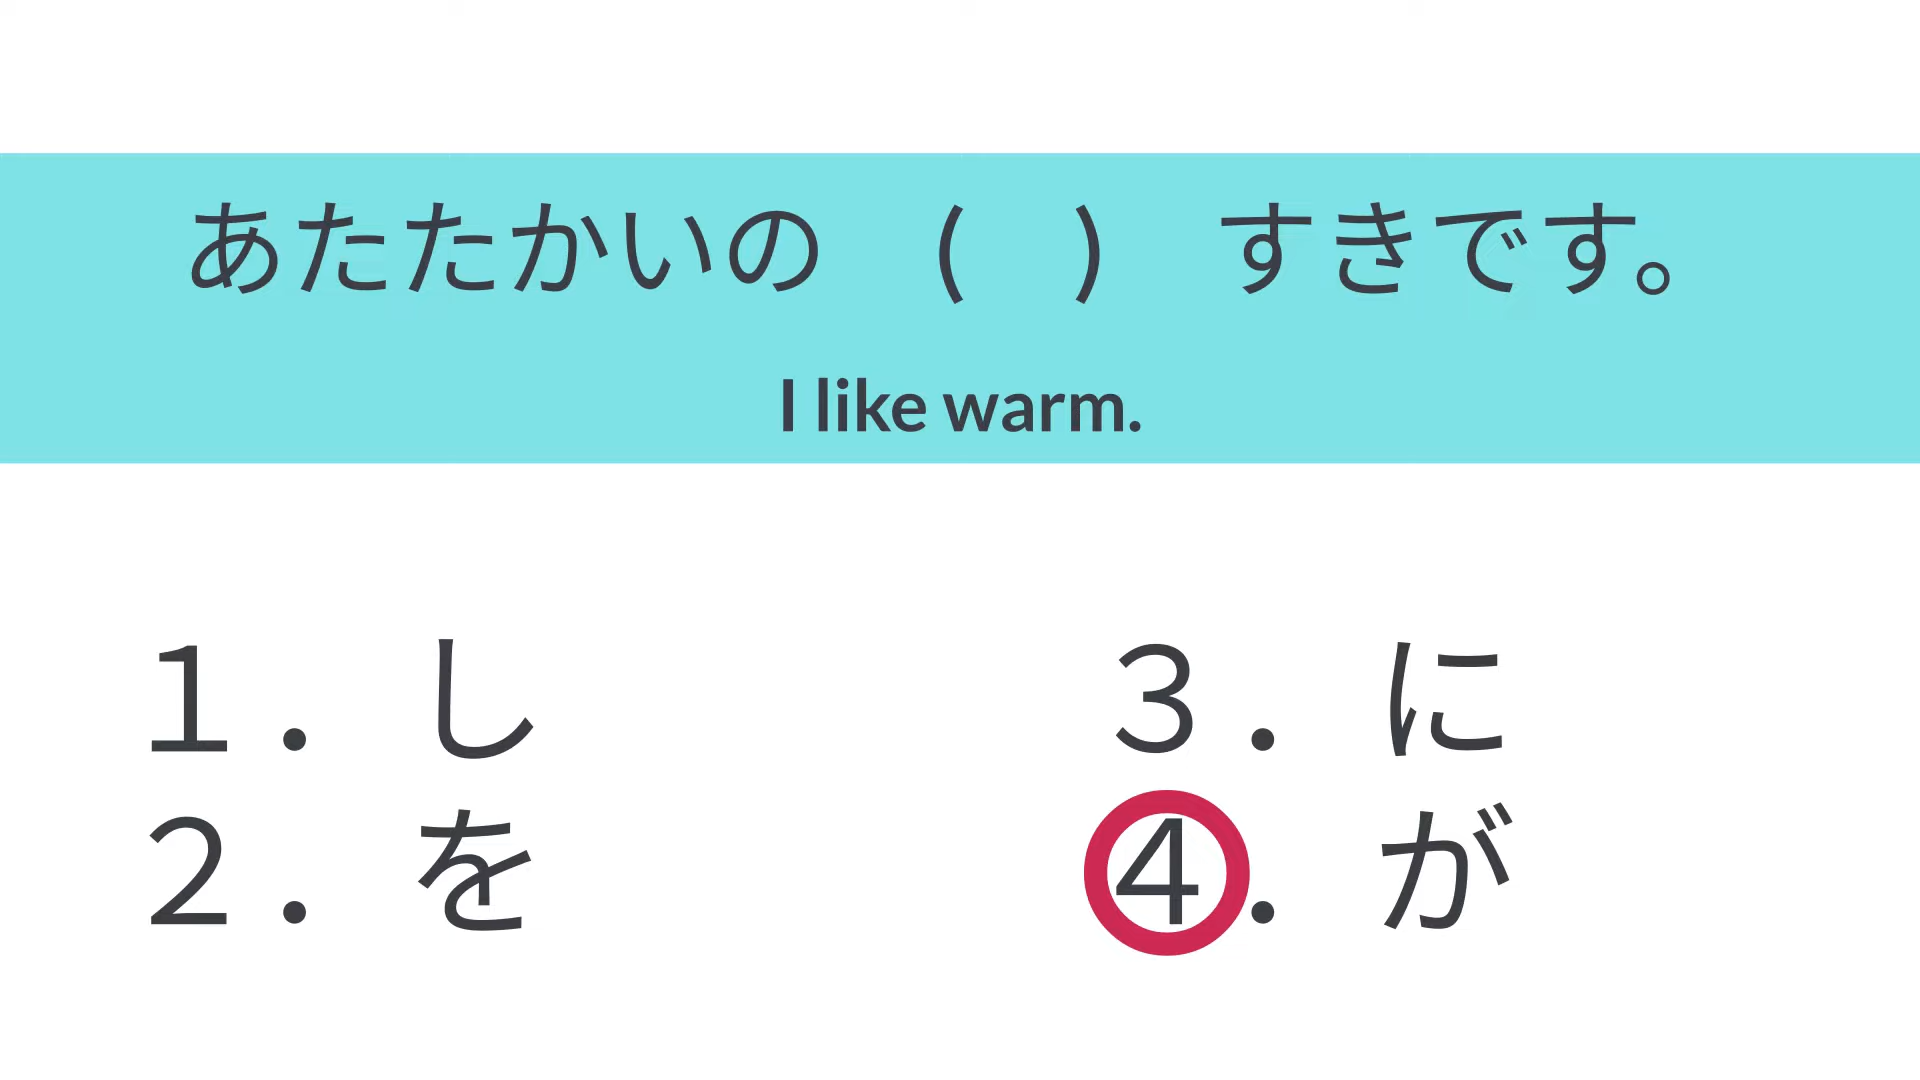 あたたかいの ( ) すきです。
I like warm.
１. し
２. を
３. に
４. が